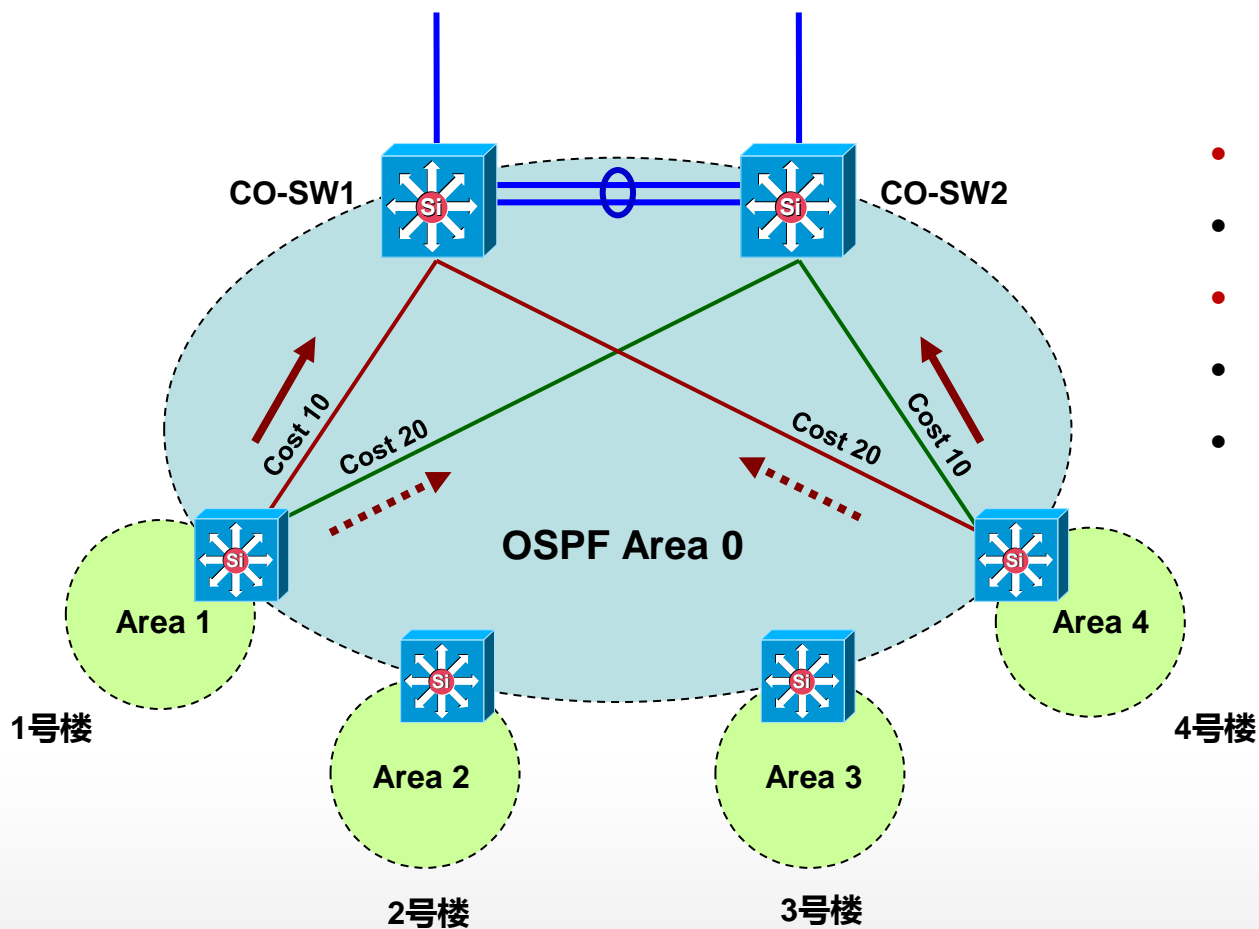 CO-SW1
Si
Si
CO-SW2
Cost 10
Cost 20
Cost 20
Cost 10
Si
OSPF Area 0
Si
Area 1
Area 4
Si
Si
1号楼
4号楼
Area 2
Area 3
2号楼
3号楼